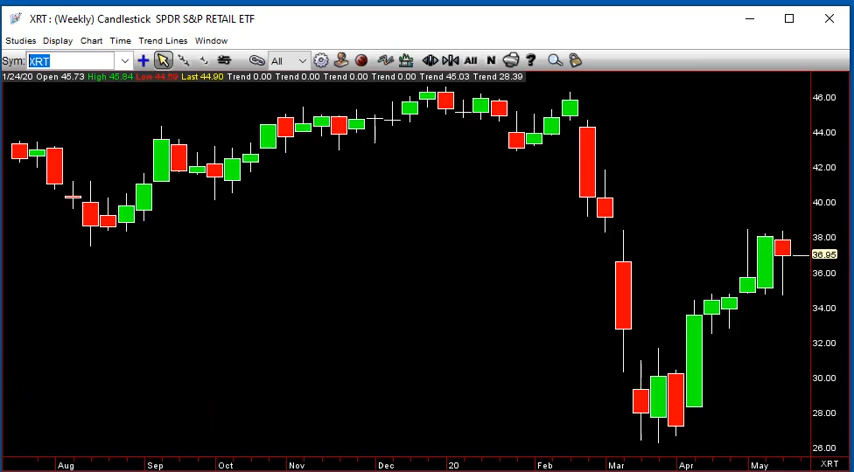 XRT : (Weekly) Candlestick SPDR S&P RETAIL ETF
Studies Display Chart Time Trend Lines Window
Sym: XRT All All N ?
1/24/20 Open 45.73 High 45.84 Low 44.59 Last 44.90 Trend 0.00 Trend 0.00 Trend 0.00 Trend 0.00 Trend 45.03 Trend 28.39
46.00
44.00
42.00
40.00
38.00
36.95
36.00
34.00
32.00
30.00
28.00
26.00
Aug Sep Oct Nov Dec 20 Feb Mar Apr May XRT